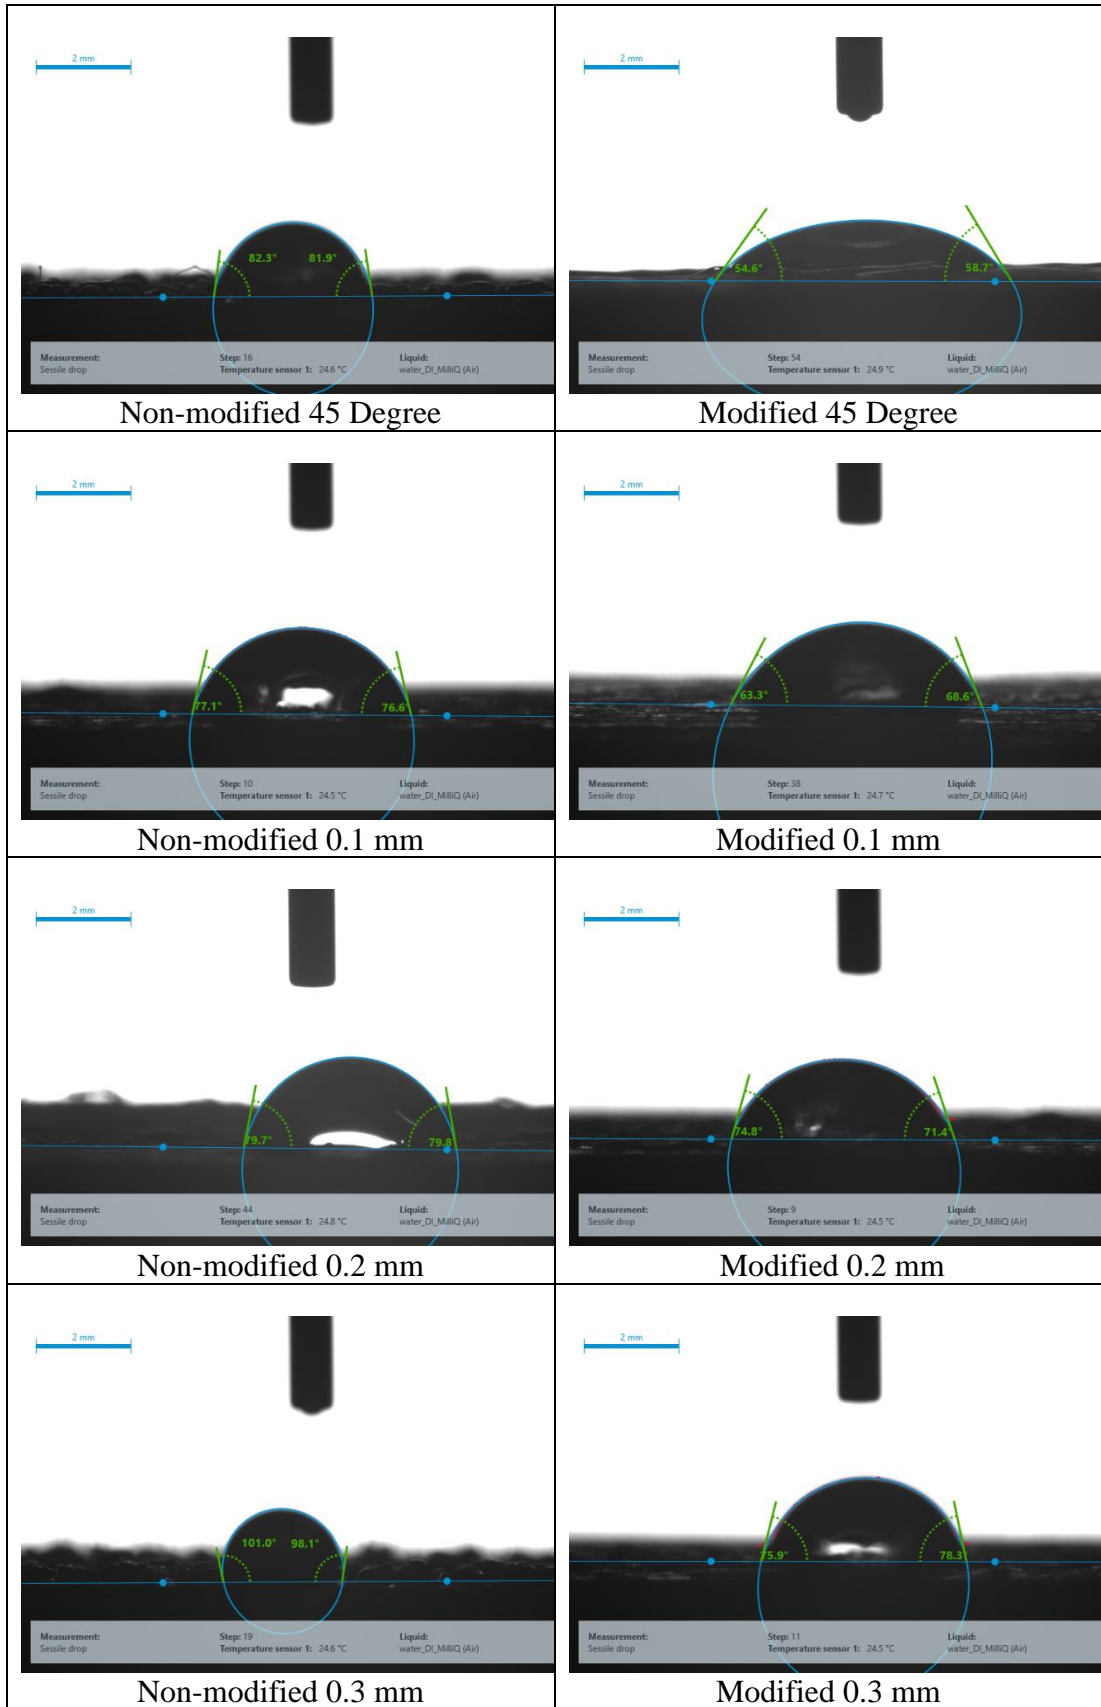 2 mm
82.3° 81.9°
Measurement: Step: 16 Liquid:
Sessile drop Temperature sensor 1: 24.6 °C water_DI_MilliQ (Air)
Non-modified 45 Degree
2 mm
54.6° 58.7°
Measurement: Step: 54 Liquid:
Sessile drop Temperature sensor 1: 24.9 °C water_DI_MilliQ (Air)
Modified 45 Degree
2 mm
77.1° 76.6°
Measurement: Step: 10 Liquid:
Sessile drop Temperature sensor 1: 24.5 °C water_DI_MilliQ (Air)
Non-modified 0.1 mm
2 mm
63.3° 68.6°
Measurement: Step: 38 Liquid:
Sessile drop Temperature sensor 1: 24.7 °C water_DI_MilliQ (Air)
Modified 0.1 mm
2 mm
79.7° 79.8°
Measurement: Step: 44 Liquid:
Sessile drop Temperature sensor 1: 24.8 °C water_DI_MilliQ (Air)
Non-modified 0.2 mm
2 mm
74.8° 71.4°
Measurement: Step: 9 Liquid:
Sessile drop Temperature sensor 1: 24.5 °C water_DI_MilliQ (Air)
Modified 0.2 mm
2 mm
101.0° 98.1°
Measurement: Step: 19 Liquid:
Sessile drop Temperature sensor 1: 24.6 °C water_DI_MilliQ (Air)
Non-modified 0.3 mm
2 mm
75.9° 78.3°
Measurement: Step: 11 Liquid:
Sessile drop Temperature sensor 1: 24.5 °C water_DI_MilliQ (Air)
Modified 0.3 mm